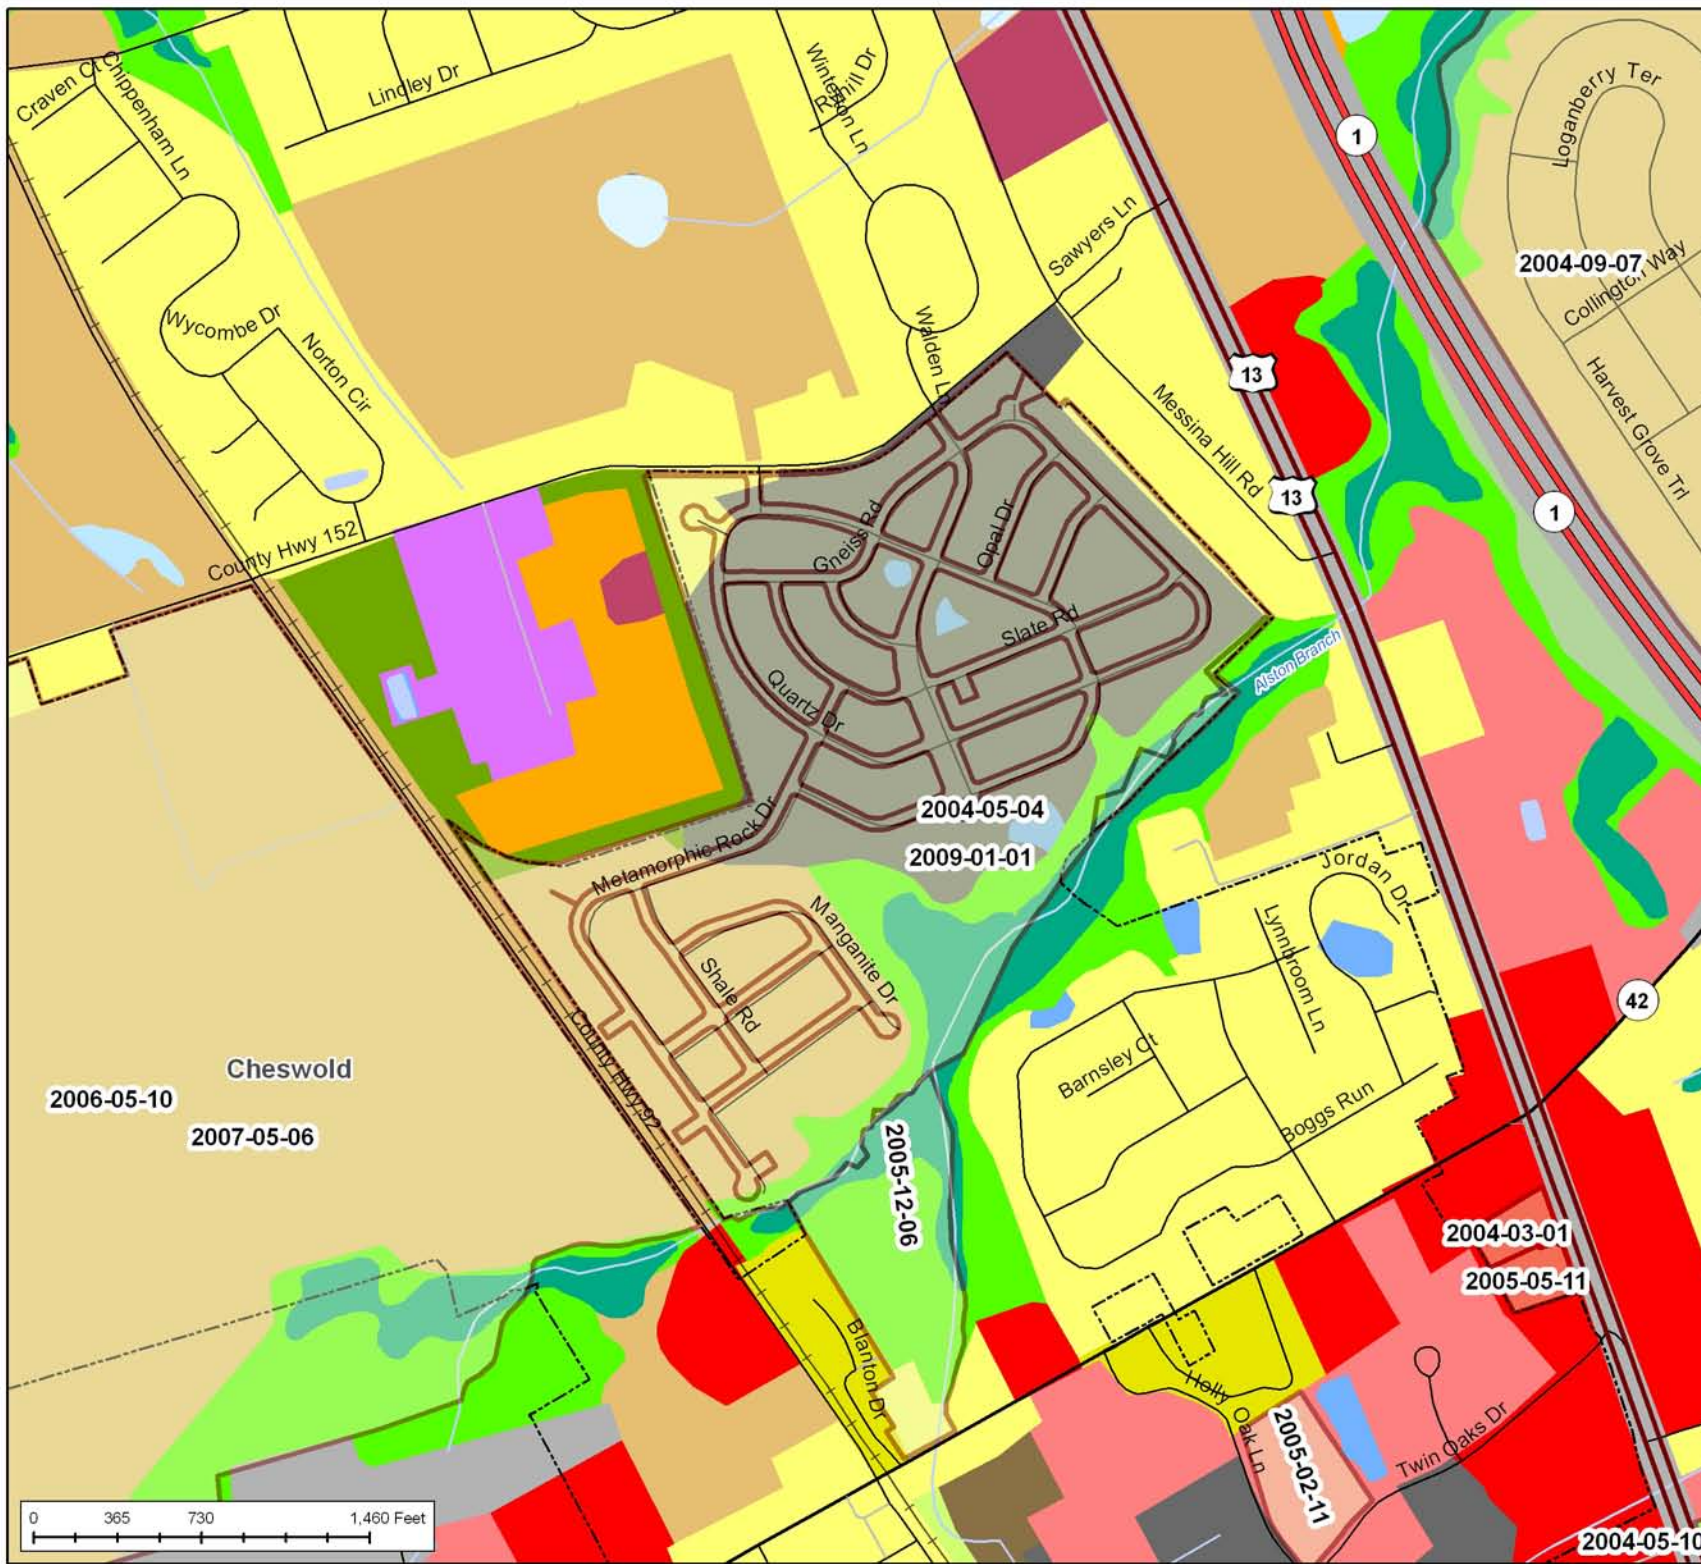 Craven Ct
Chippenham Ln
Lindley Dr
Winterton Ln
Ryhill Dr
Loganberry Ter
1
Sawyers Ln
2004-09-07
Collington Way
Wycombe Dr
Norton Cir
Walden Ln
13
Messina Hill Rd
Harvest Grove Trl
13
1
County Hwy 152
Gneiss Rd
Opal Dr
Slate Rd
Alston Branch
Quartz Dr
2004-05-04
2009-01-01
Metamorphic Rock Dr
Jordan Dr
Manganite Dr
Lynnbroom Ln
Shale Rd
42
County Hwy 92
Cheswold
2006-05-10
2007-05-06
Barnsley Ct
Boggs Run
2005-12-06
2004-03-01
2005-05-11
Blanton Dr
Holly Oak Ln
2005-02-11
Twin Oaks Dr
0 365 730 1,460 Feet
2004-05-10